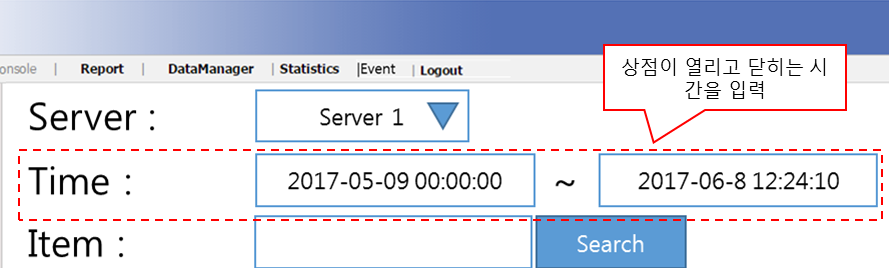 onsole | Report | DataManager | Statistics |Event | Logout
상점이 열리고 닫히는 시
간을 입력
Server : Server 1
Time : 2017-05-09 00:00:00 ~ 2017-06-8 12:24:10
Item : Search